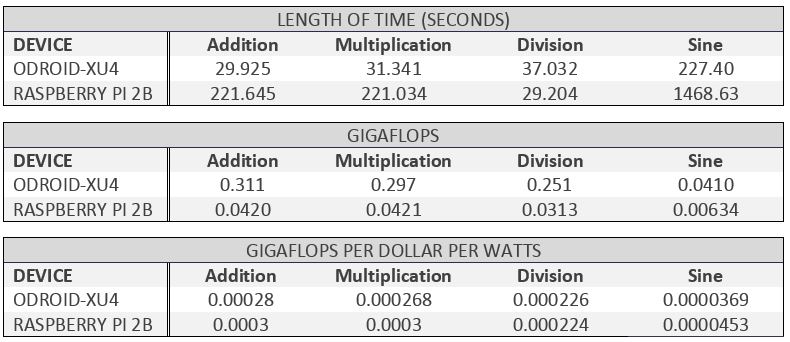 LENGTH OF TIME (SECONDS)
DEVICE Addition Multiplication Division Sine
ODROID-XU4 29.925 31.341 37.032 227.40
RASPBERRY PI 2B 221.645 221.034 29.204 1468.63
GIGAFLOPS
DEVICE Addition Multiplication Division Sine
ODROID-XU4 0.311 0.297 0.251 0.0410
RASPBERRY PI 2B 0.0420 0.0421 0.0313 0.00634
GIGAFLOPS PER DOLLAR PER WATTS
DEVICE Addition Multiplication Division Sine
ODROID-XU4 0.00028 0.000268 0.000226 0.0000369
RASPBERRY PI 2B 0.0003 0.0003 0.000224 0.0000453